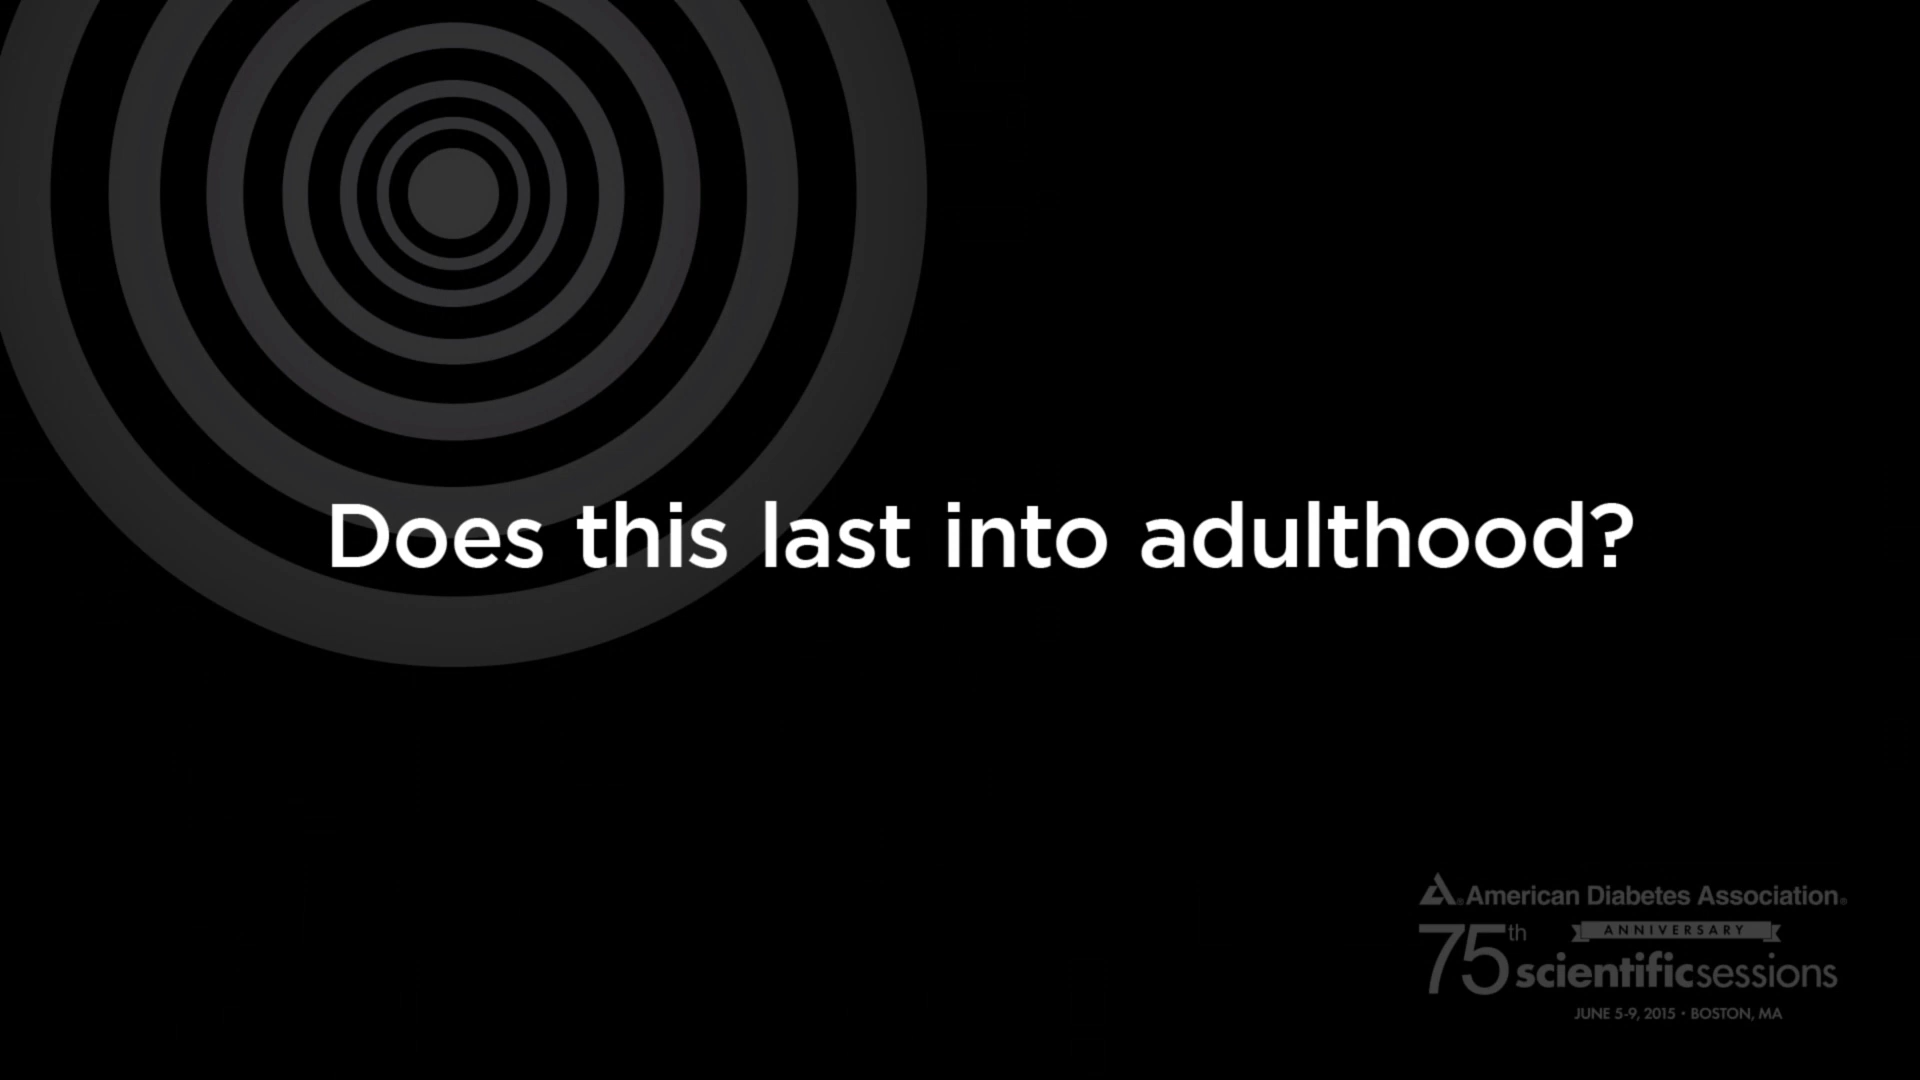 Does this last into adulthood?
American Diabetes Association®
75th ANNIVERSARY
scientificsessions
JUNE 5-9, 2015 • BOSTON, MA